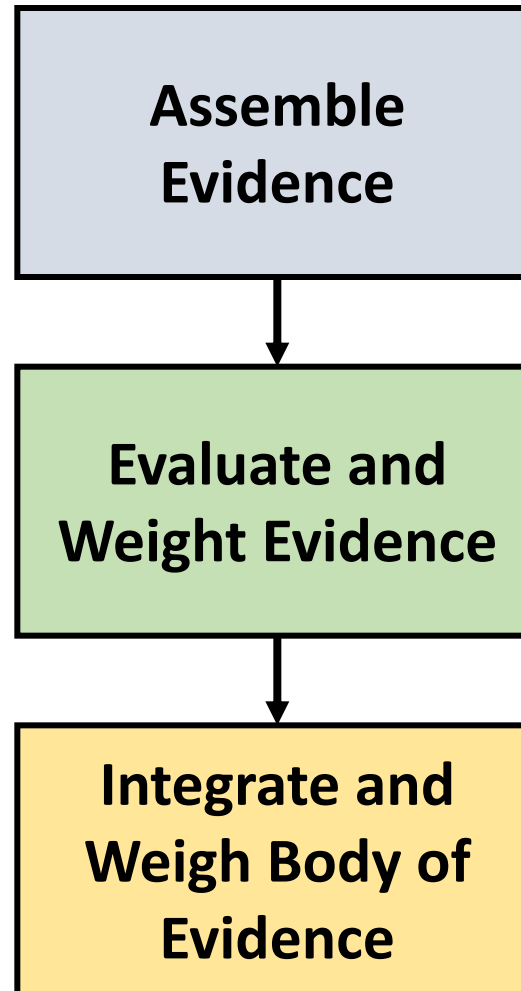 Assemble
Evidence
Evaluate and
Weight Evidence
Integrate and
Weigh Body of
Evidence